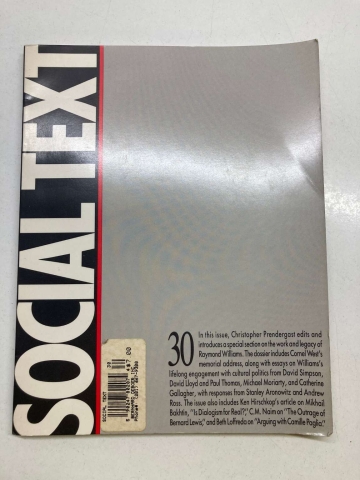 SOCIAL TEXT
30
In this issue, Christopher Prendergast edits and
introduces a special section on the work and legacy of
Raymond Williams. The dossier includes Cornel West's
memorial address, along with essays on Williams's
lifelong engagement with cultural politics from David Simpson,
David Lloyd and Paul Thomas, Michael Moriarty, and Catherine
Gallagher, with responses from Stanley Aronowitz and Andrew
Ross. The issue also includes Ken Hirschkop's article on Mikhail
Bakhtin, "Is Dialogism for Real?," C.M. Naim on "The Outrage of
Bernard Lewis," and Beth Loffreda on "Arguing with Camille Paglia."
SOCIAL TEXT